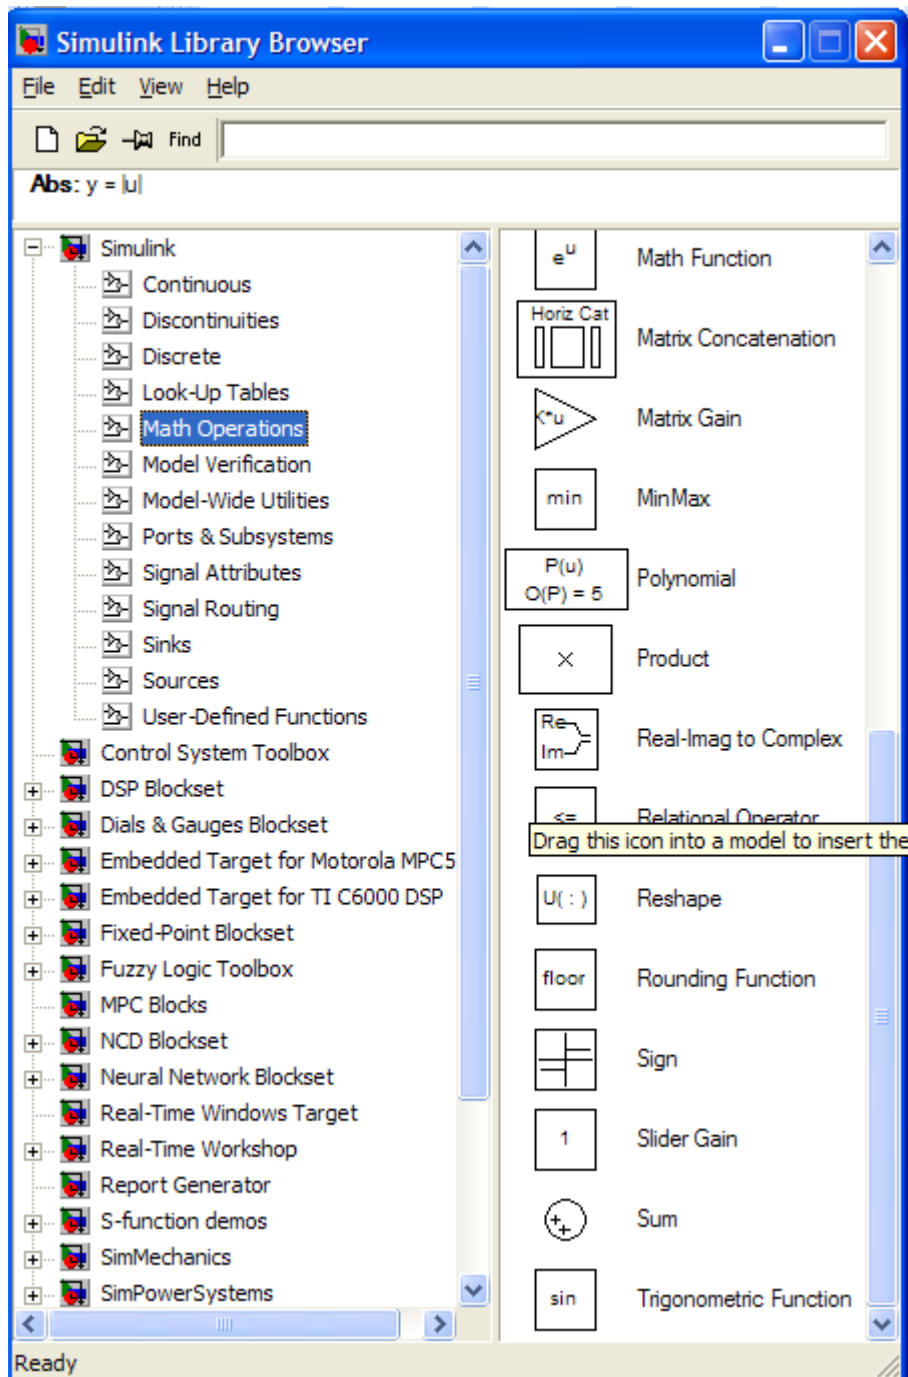 Simulink Library Browser
File Edit View Help
Find
Abs: y = |u|
Simulink
Continuous
Discontinuities
Discrete
Look-Up Tables
Math Operations
Model Verification
Model-Wide Utilities
Ports & Subsystems
Signal Attributes
Signal Routing
Sinks
Sources
User-Defined Functions
Control System Toolbox
DSP Blockset
Dials & Gauges Blockset
Embedded Target for Motorola MPC5
Embedded Target for TI C6000 DSP
Fixed-Point Blockset
Fuzzy Logic Toolbox
MPC Blocks
NCD Blockset
Neural Network Blockset
Real-Time Windows Target
Real-Time Workshop
Report Generator
S-function demos
SimMechanics
SimPowerSystems
e^u Math Function
Horiz Cat Matrix Concatenation
K*u Matrix Gain
min MinMax
P(u)
O(P) = 5 Polynomial
× Product
Re
Im Real-Imag to Complex
<= Relational Operator
Drag this icon into a model to insert the
U( : ) Reshape
floor Rounding Function
Sign
1 Slider Gain
++ Sum
sin Trigonometric Function
Ready